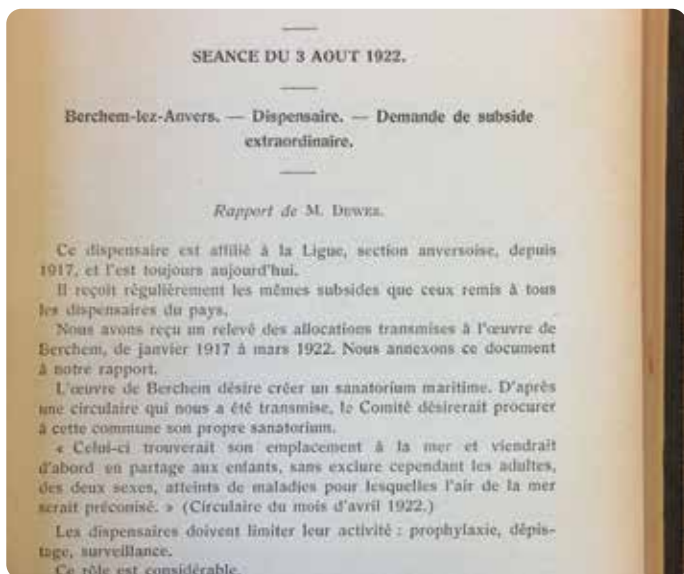 SEANCE DU 3 AOUT 1922.
Berchem-lez-Anvers. — Dispensaire. — Demande de subside
extraordinaire.
Rapport de M. DEWEZ.
Ce dispensaire est affilié à la Ligue, section anversoise, depuis
1917, et l'est toujours aujourd'hui.
Il reçoit régulièrement les mêmes subsides que ceux remis à tous
les dispensaires du pays.
Nous avons reçu un relevé des allocations transmises à l'œuvre de
Berchem, de janvier 1917 à mars 1922. Nous annexons ce document
à notre rapport.
L'œuvre de Berchem désire créer un sanatorium maritime. D'après
une circulaire qui nous a été transmise, le Comité désirerait procurer
à cette commune son propre sanatorium.
« Celui-ci trouverait son emplacement à la mer et viendrait
d'abord en partage aux enfants, sans exclure cependant les adultes,
des deux sexes, atteints de maladies pour lesquelles l'air de la mer
serait préconisé. » (Circulaire du mois d'avril 1922.)
Les dispensaires doivent limiter leur activité : prophylaxie, dépis-
tage, surveillance.
Ce rôle est considérable.